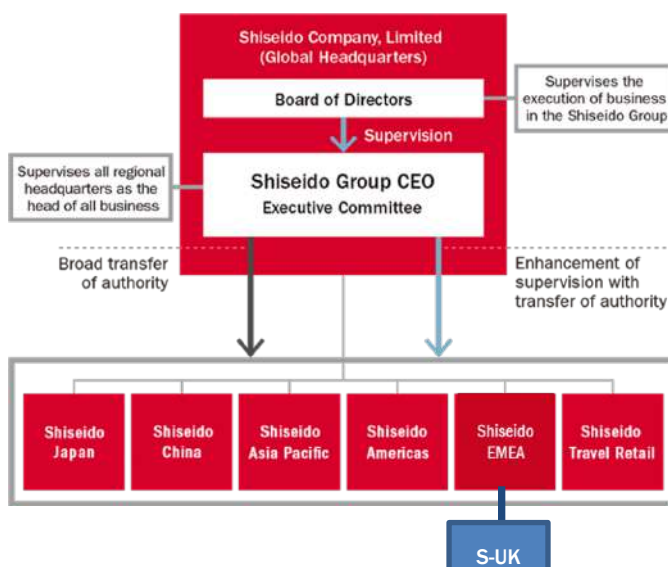 Shiseido Company, Limited
(Global Headquarters)
Board of Directors
Supervises the
execution of business
in the Shiseido Group
Supervision
Supervises all regional
headquarters as the
head of all business
Shiseido Group CEO
Executive Committee
Broad transfer
of authority
Enhancement of
supervision with
transfer of authority
Shiseido
Japan
Shiseido
China
Shiseido
Asia Pacific
Shiseido
Americas
Shiseido
EMEA
Shiseido
Travel Retail
S-UK